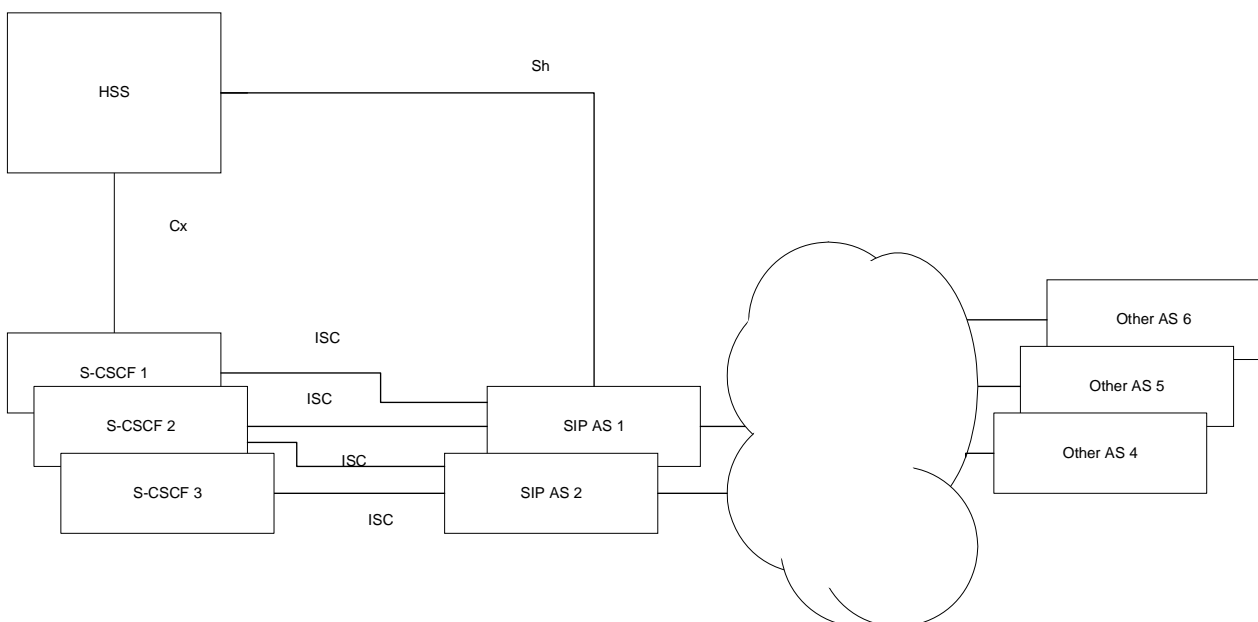 Sh
HSS
Cx
ISC
S-CSCF 1
ISC
S-CSCF 2
SIP AS 1
ISC
S-CSCF 3
SIP AS 2
ISC
Other AS 6
Other AS 5
Other AS 4